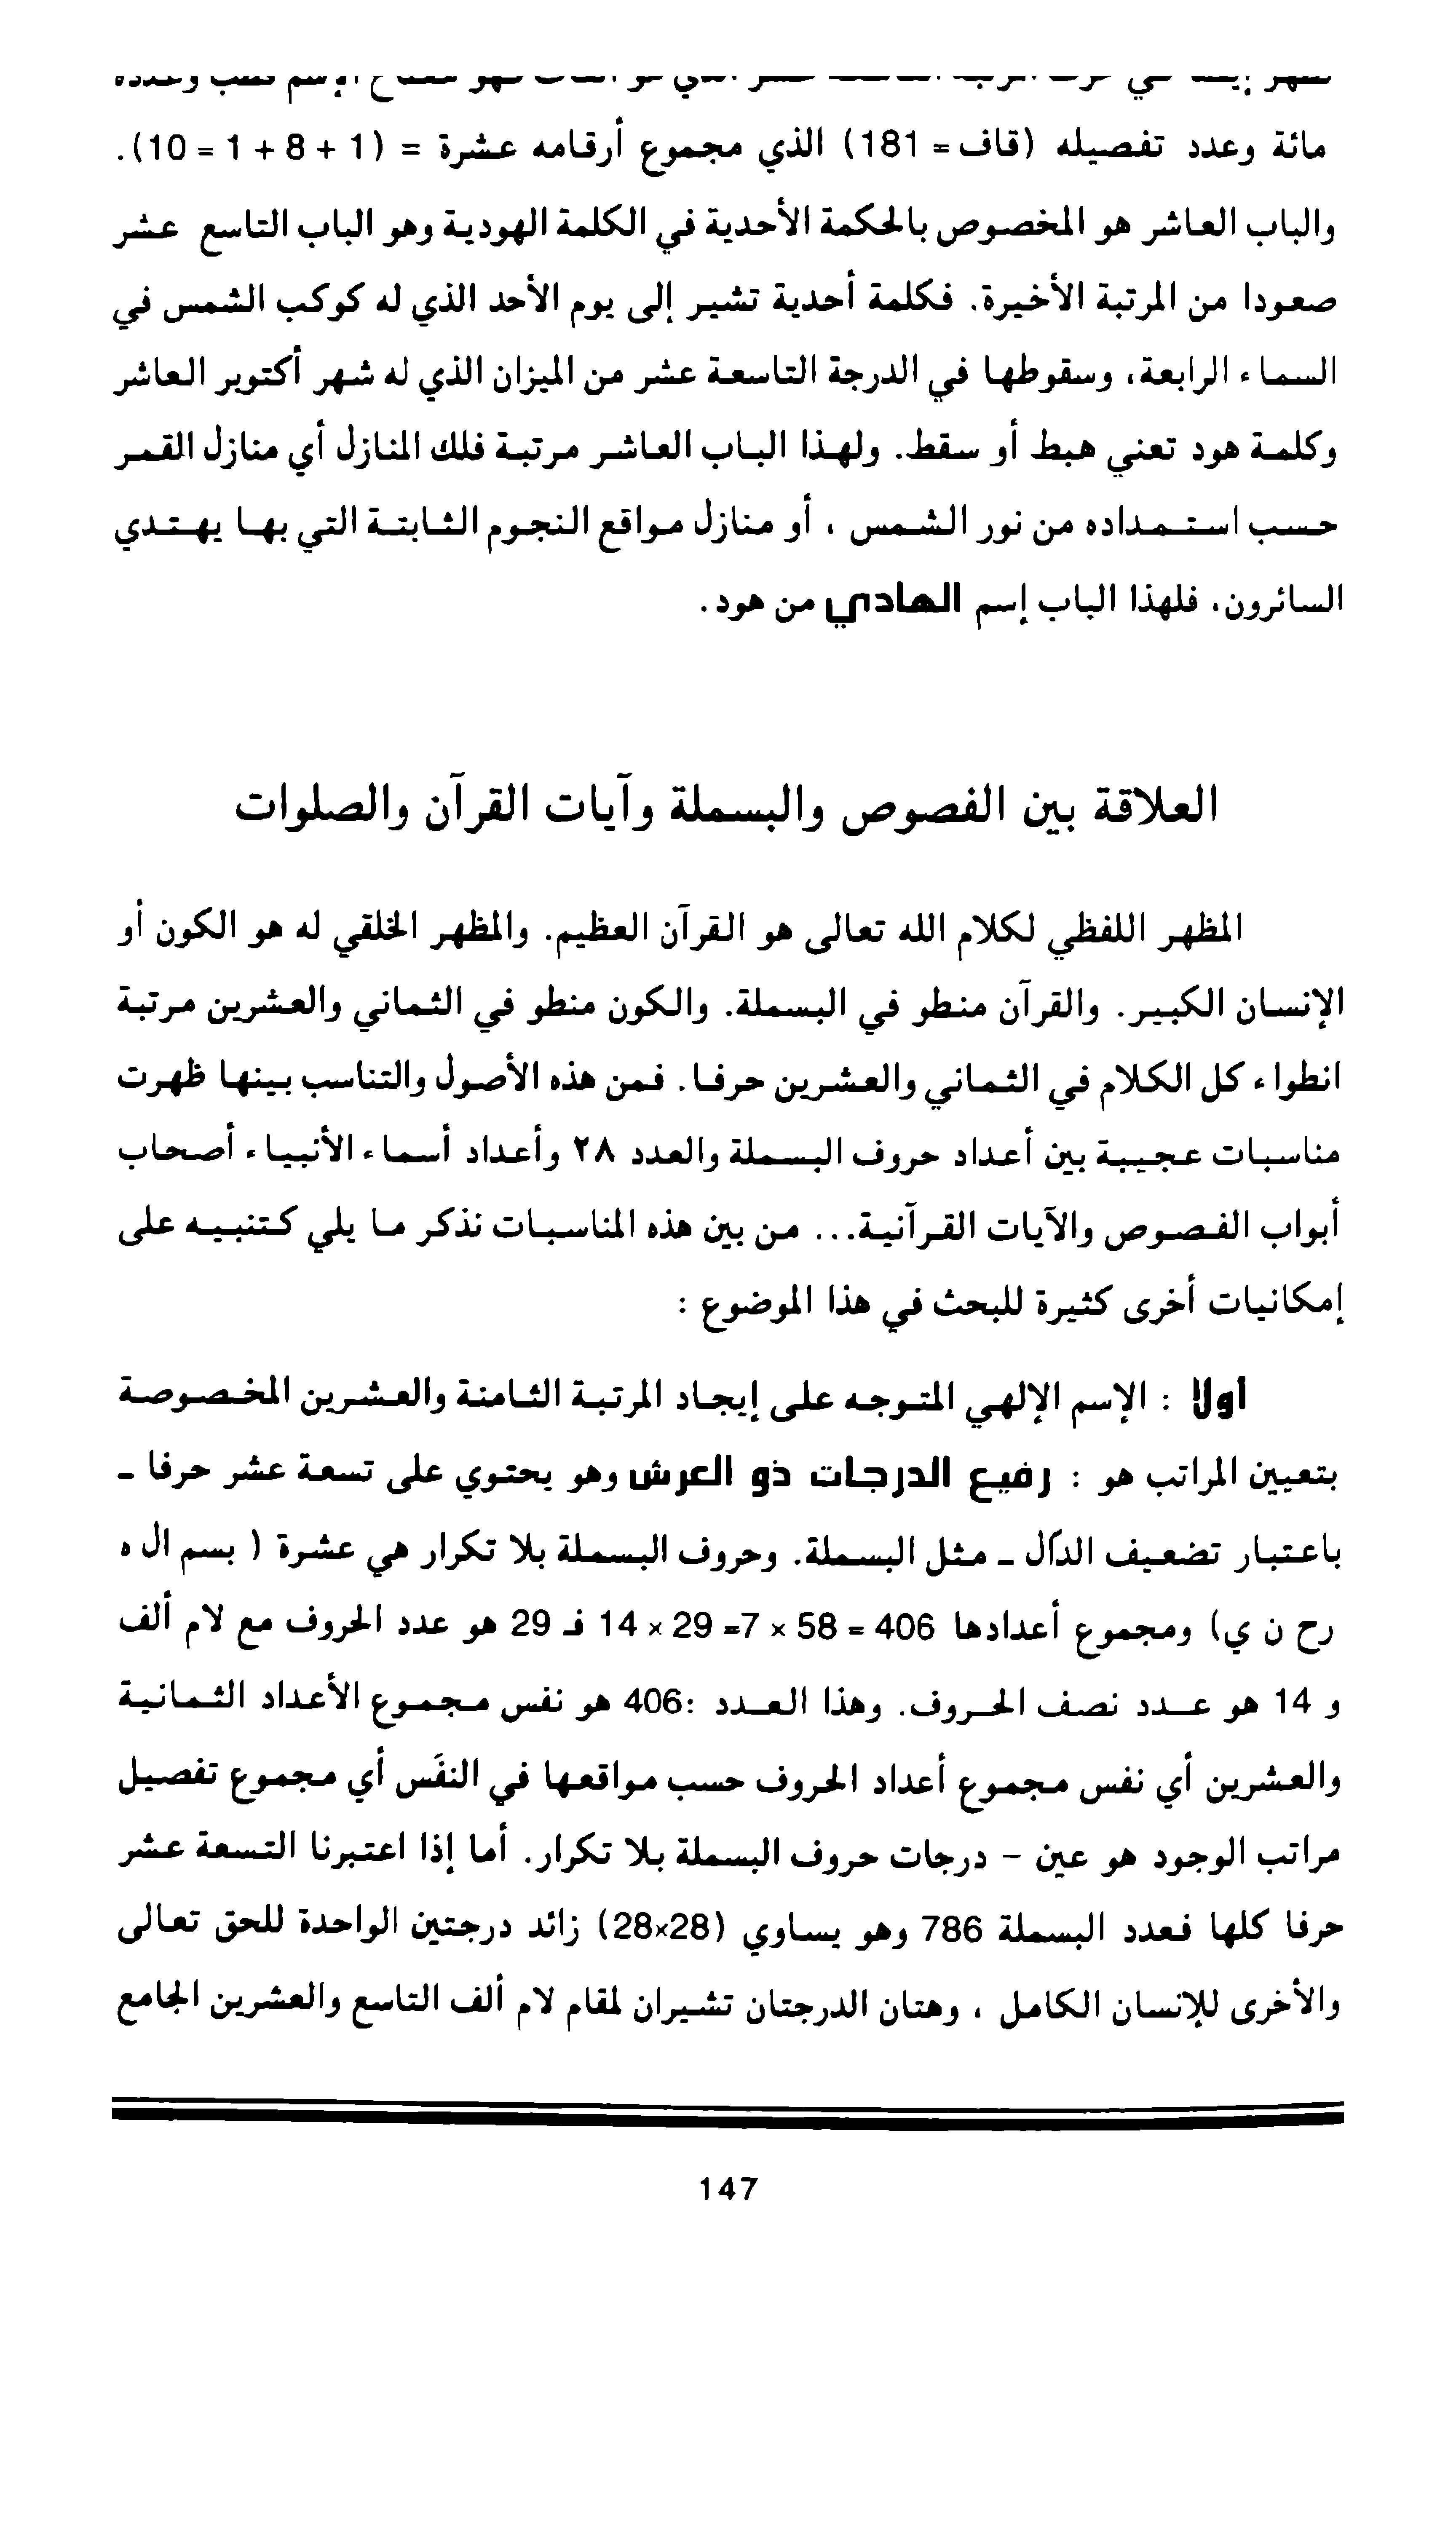 مائة وعدد تفصيله (قاف = 181) الذي مجموع أرقامه عشرة = (1 + 8 + 1 = 10).
والباب العاشر هو المخصوص بالحكمة الأحدية في الكلمة الهودية وهو الباب التاسع عشر
صعودا من المرتبة الأخيرة. فكلمة أحدية تشير إلى يوم الأحد الذي له كوكب الشمس في
السماء الرابعة، وسقوطها في الدرجة التاسعة عشر من الميزان الذي له شهر أكتوبر العاشر
وكلمة هود تعني هبط أو سقط. ولهذا الباب العاشر مرتبة فلك المنازل أي منازل القمر
حسب استمداده من نور الشمس ، أو منازل مواقع النجوم الثابتة التي بها يهتدي
السائرون، فلهذا الباب إسم الهادي من هود.
العلاقة بين الفصوص والبسملة وآيات القرآن والصلوات
المظهر اللفظي لكلام الله تعالى هو القرآن العظيم. والمظهر الخلقي له هو الكون أو
الإنسان الكبير. والقرآن منطو في البسملة. والكون منطو في الثماني والعشرين مرتبة
انطواء كل الكلام في الثماني والعشرين حرفا. فمن هذه الأصول والتناسب بينها ظهرت
مناسبات عجيبة بين أعداد حروف البسملة والعدد ٢٨ وأعداد أسماء الأنبياء أصحاب
أبواب الفصوص والآيات القرآنية... من بين هذه المناسبات نذكر ما يلي كتنبيه على
إمكانيات أخرى كثيرة للبحث في هذا الموضوع :
أولا : الإسم الإلهي المتوجه على إيجاد المرتبة الثامنة والعشرين المخصوصة
بتعيين المراتب هو : رفيع الدرجات ذو العرش وهو يحتوي على تسعة عشر حرفا -
باعتبار تضعيف الدال - مثل البسملة. وحروف البسملة بلا تكرار هي عشرة ( بسم ال ه
رح ن ي) ومجموع أعدادها 406 = 58 × 7= 29 × 14 فـ 29 هو عدد الحروف مع لام ألف
و 14 هو عدد نصف الحروف. وهذا العدد :406 هو نفس مجموع الأعداد الثمانية
والعشرين أي نفس مجموع أعداد الحروف حسب مواقعها في النفَس أي مجموع تفصيل
مراتب الوجود هو عين - درجات حروف البسملة بلا تكرار. أما إذا اعتبرنا التسعة عشر
حرفا كلها فعدد البسملة 786 وهو يساوي (28×28) زائد درجتين الواحدة للحق تعالى
والأخرى للإنسان الكامل ، وهتان الدرجتان تشيران لمقام لام ألف التاسع والعشرين الجامع
147